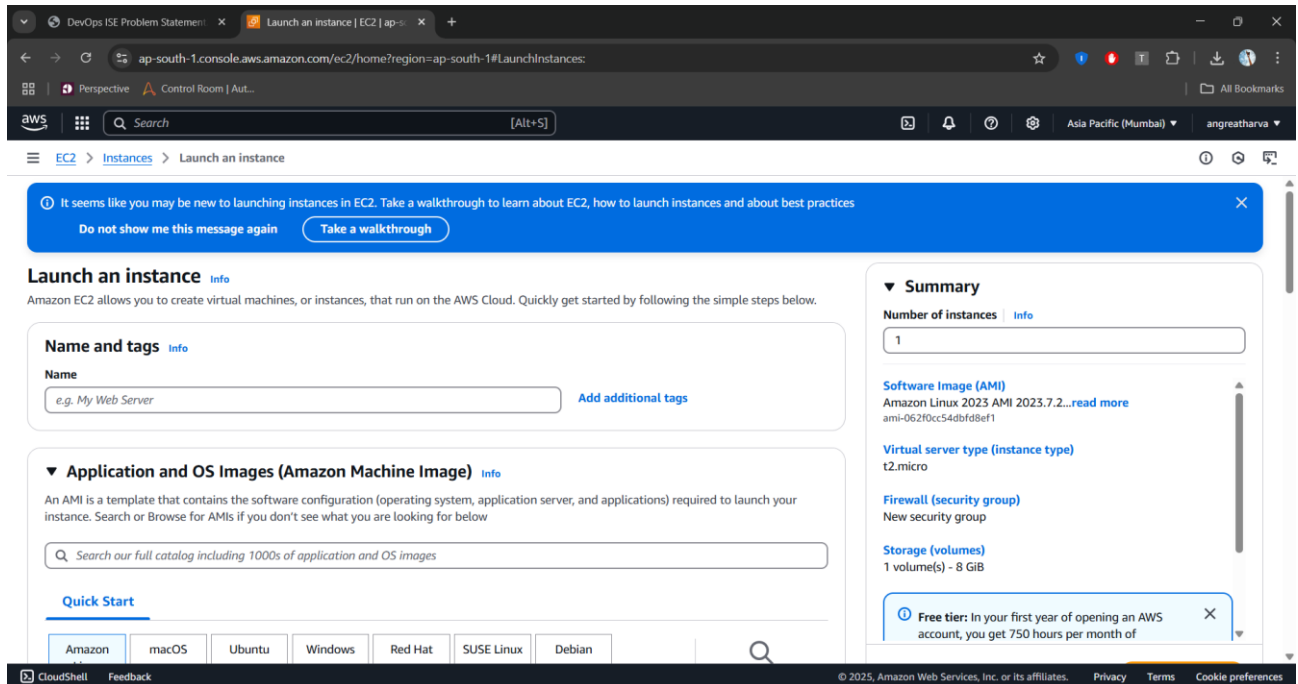 DevOps ISE Problem Statement
Launch an instance | EC2 | ap-s
ap-south-1.console.aws.amazon.com/ec2/home?region=ap-south-1#LaunchInstances:
Perspective
Control Room | Aut...
All Bookmarks
aws
Search
[Alt+S]
Asia Pacific (Mumbai)
angreatharva
EC2 > Instances > Launch an instance
It seems like you may be new to launching instances in EC2. Take a walkthrough to learn about EC2, how to launch instances and about best practices
Do not show me this message again
Take a walkthrough
Launch an instance Info
Amazon EC2 allows you to create virtual machines, or instances, that run on the AWS Cloud. Quickly get started by following the simple steps below.
Name and tags Info
Name
e.g. My Web Server
Add additional tags
Application and OS Images (Amazon Machine Image) Info
An AMI is a template that contains the software configuration (operating system, application server, and applications) required to launch your
instance. Search or Browse for AMIs if you don't see what you are looking for
below
Search our full catalog including 1000s of application and OS images
Quick Start
Amazon
macOS
Ubuntu
Windows
Red Hat
SUSE Linux
Debian
Summary
Number of instances Info
1
Software Image (AMI)
Amazon Linux 2023 AMI 2023.7.2...read more
ami-062f0cc54dbfd8ef1
Virtual server type (instance type)
t2.micro
Firewall (security group)
New security group
Storage (volumes)
1 volume(s) - 8 GiB
Free tier: In your first year of opening an AWS
account, you get 750 hours per month of
CloudShell
Feedback
© 2025, Amazon Web Services, Inc. or its affiliates.
Privacy
Terms
Cookie preferences